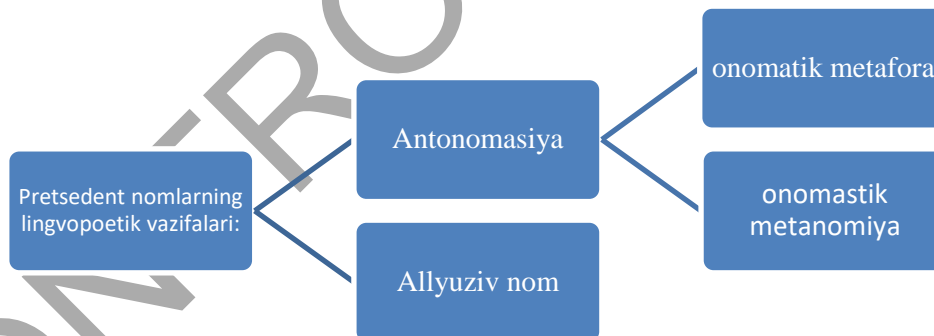 Pretsedent nomlarning
lingvopoetik vazifalari:
Antonomasiya
Allyuziv nom
onomatik metafora
onomastik
metanomiya